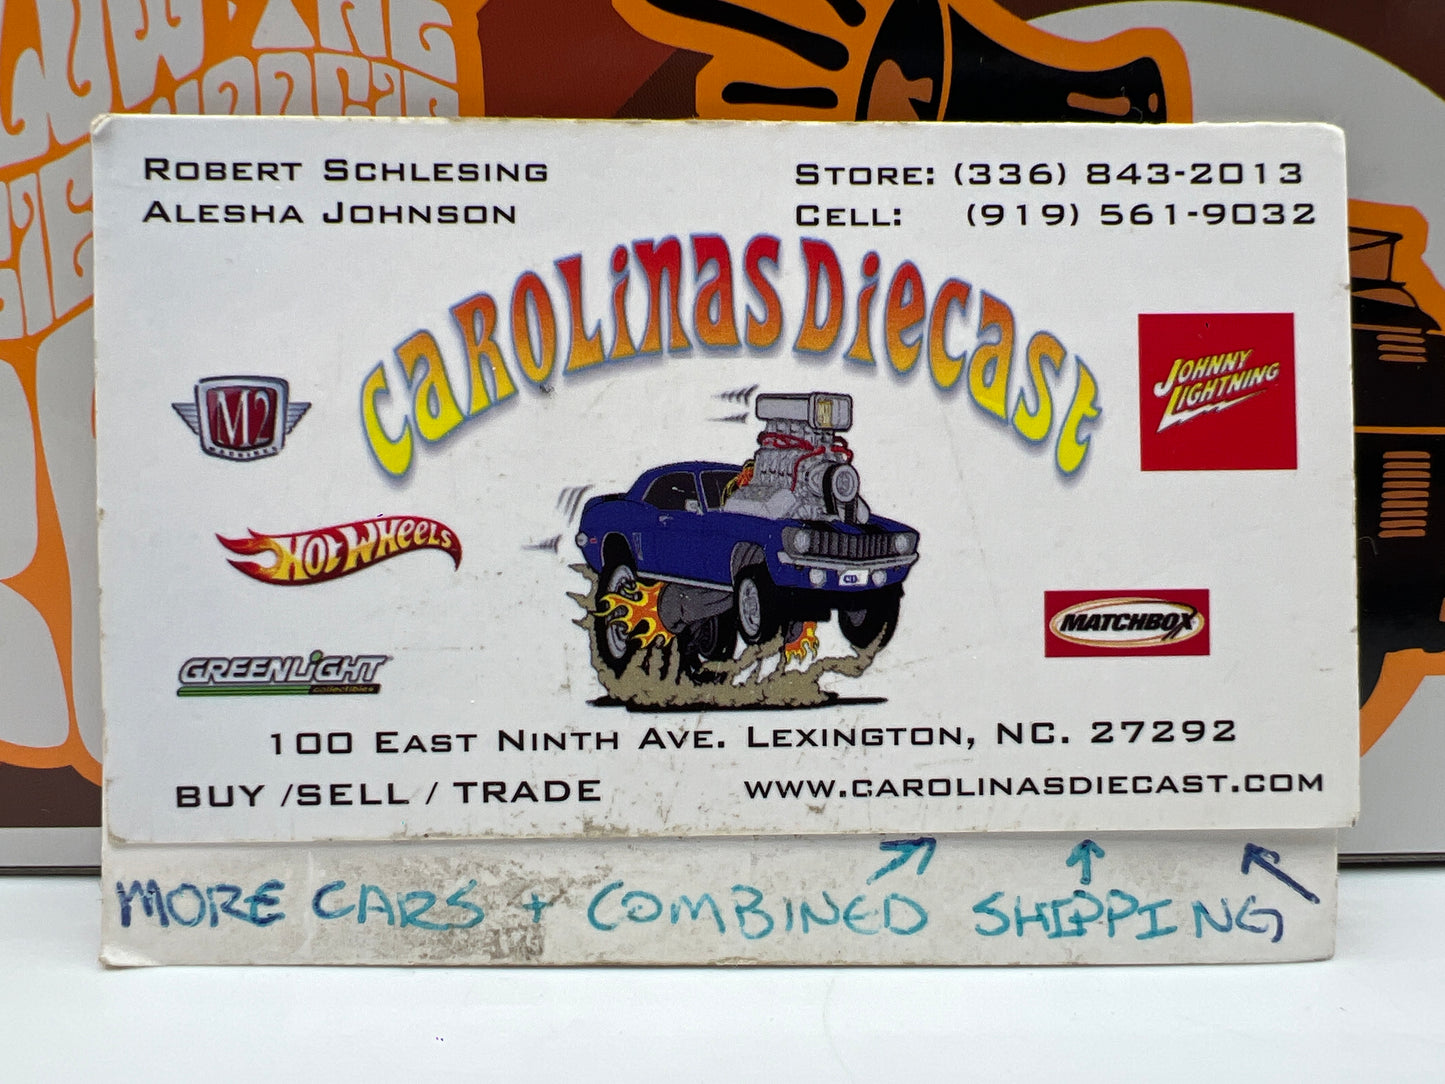 ROBERT SCHLESING
ALESHA JOHNSON
STORE: (336) 843-2013
CELL: (919) 561-9032
CAROLINAS DIECAST
M2
MACHINES
JOHNNY
LIGHTNING
HOT WHEELS
MATCHBOX
GREENLIGHT
collectibles
100 EAST NINTH AVE. LEXINGTON, NC. 27292
BUY /SELL / TRADE
WWW.CAROLINASDIECAST.COM
MORE CARS + COMBINED SHIPPING